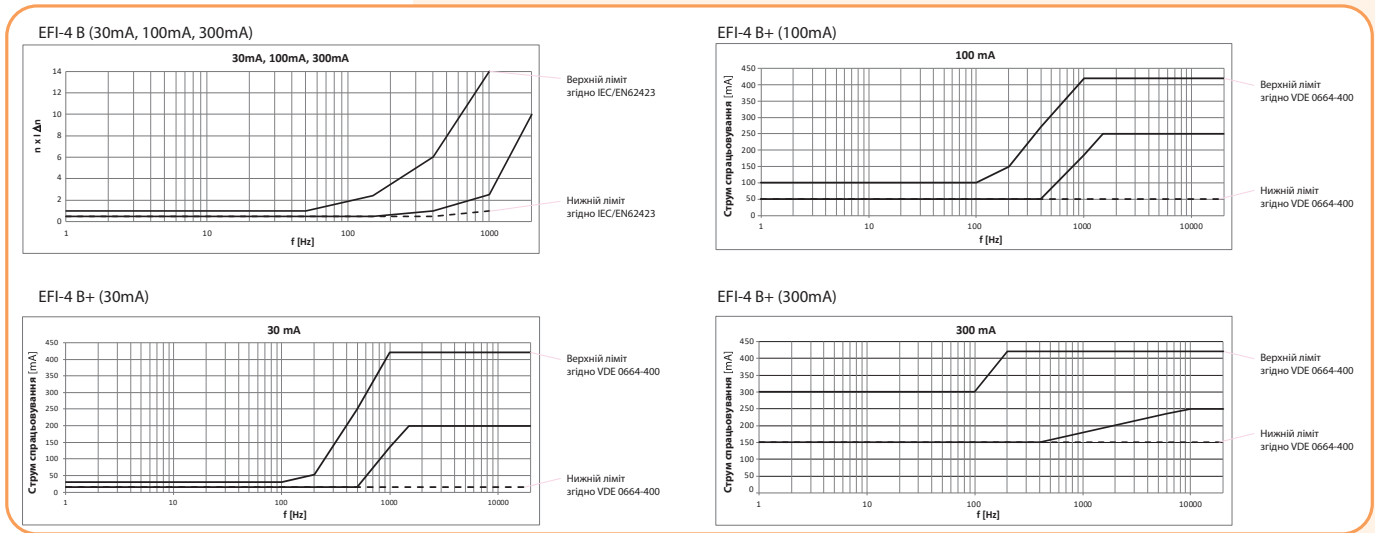 EFI-4 B (30mA, 100mA, 300mA)
30mA, 100mA, 300mA
n x I Δn
14
12
10
8
6
4
2
0
1
10
100
1000
f [Hz]
Верхній ліміт
згідно IEC/EN62423
Нижній ліміт
згідно IEC/EN62423
EFI-4 B+ (100mA)
100 mA
Струм спрацьовування [mA]
450
400
350
300
250
200
150
100
50
0
1
10
100
1000
10000
f [Hz]
Верхній ліміт
згідно VDE 0664-400
Нижній ліміт
згідно VDE 0664-400
EFI-4 B+ (30mA)
30 mA
Струм спрацьовування [mA]
450
400
350
300
250
200
150
100
50
0
1
10
100
1000
10000
f [Hz]
Верхній ліміт
згідно VDE 0664-400
Нижній ліміт
згідно VDE 0664-400
EFI-4 B+ (300mA)
300 mA
Струм спрацьовування [mA]
450
400
350
300
250
200
150
100
50
0
1
10
100
1000
10000
f [Hz]
Верхній ліміт
згідно VDE 0664-400
Нижній ліміт
згідно VDE 0664-400